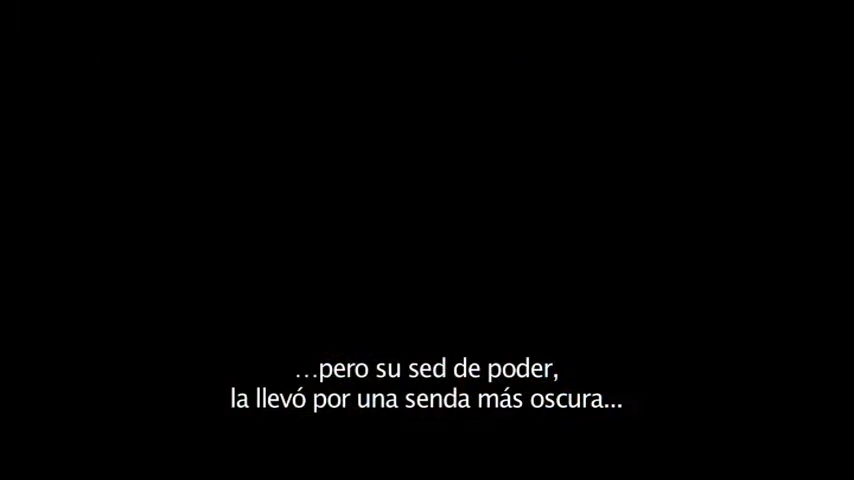 …pero su sed de poder,
la llevó por una senda más oscura...